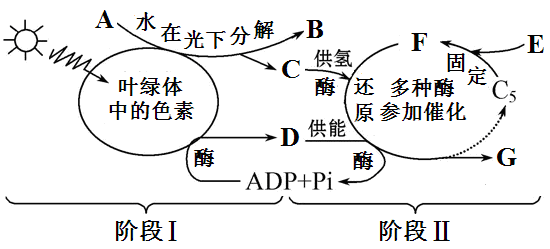 A 水在光下分解 B
叶绿体
中的色素
C 供氢
酶
D 供能
酶
酶
ADP+Pi
F 固定 E
还原
多种酶
参加催化
C5
G
阶段I
阶段II